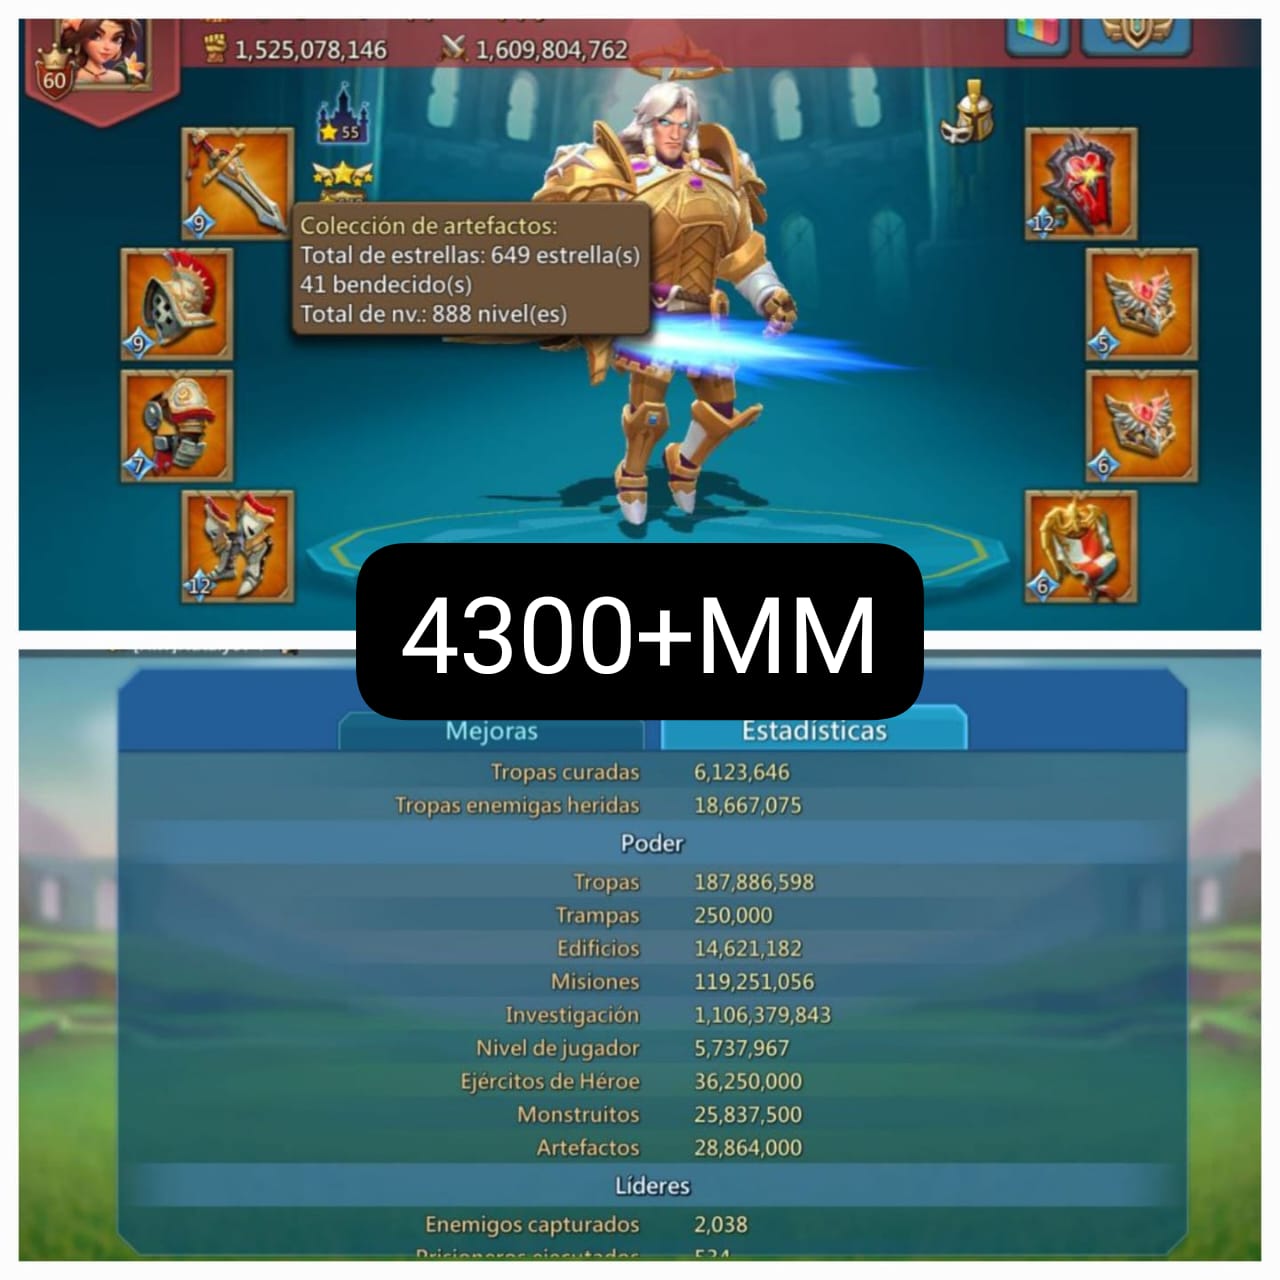 1,525,078,146
1,609,804,762
60
55
9
12
Colección de artefactos:
Total de estrellas: 649 estrella(s)
41 bendecido(s)
Total de nv.: 888 nivel(es)
9
5
7
6
12
6
4300+MM
Mejoras
Estadísticas
Tropas curadas 6,123,646
Tropas enemigas heridas 18,667,075
Poder
Tropas 187,886,598
Trampas 250,000
Edificios 14,621,182
Misiones 119,251,056
Investigación 1,106,379,843
Nivel de jugador 5,737,967
Ejércitos de Héroe 36,250,000
Monstruitos 25,837,500
Artefactos 28,864,000
Líderes
Enemigos capturados 2,038
Prisioneros ejecutados 534